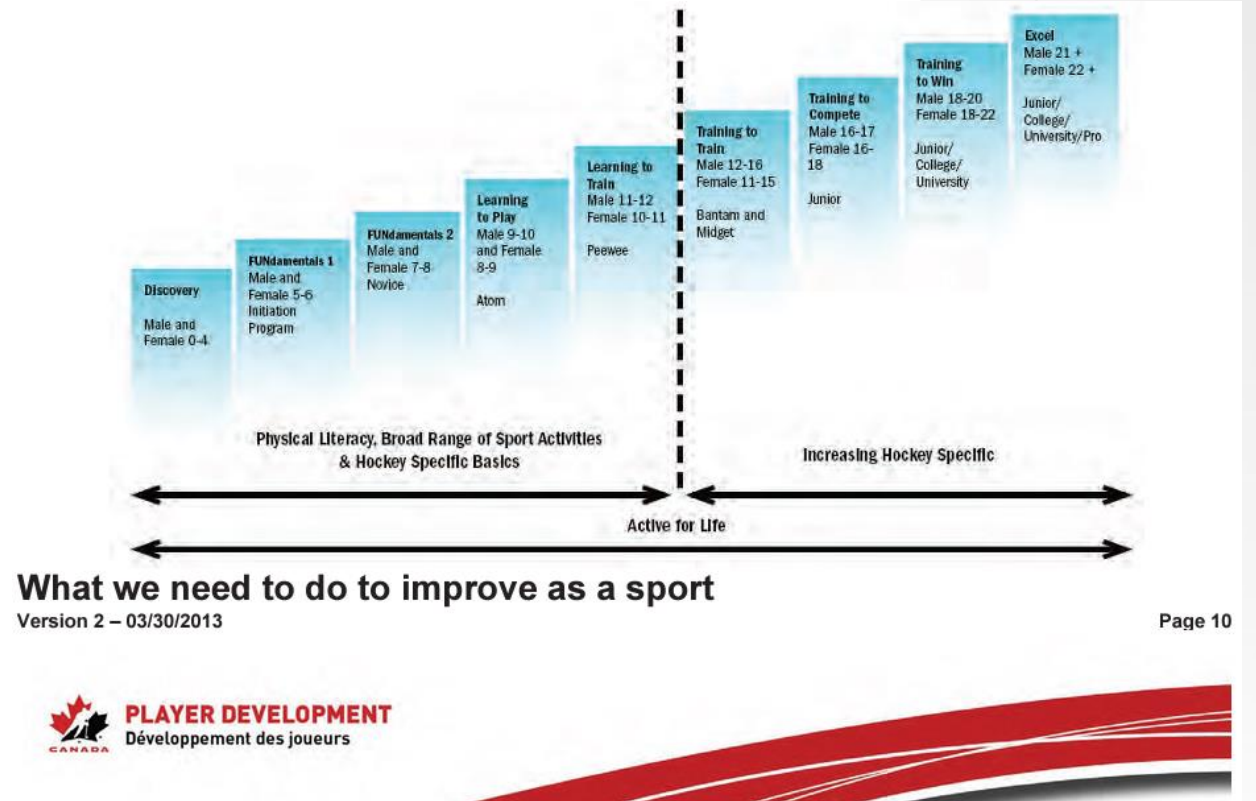 Discovery
Male and
Female 0-4
FUNdamentals 1
Male and
Female 5-6
Initiation
Program
FUNdamentals 2
Male and
Female 7-8
Novice
Learning
to Play
Male 9-10
and Female
8-9
Atom
Learning to
Train
Male 11-12
Female 10-11
Peewee
Training to
Train
Male 12-16
Female 11-15
Bantam and
Midget
Training to
Compete
Male 16-17
Female 16-
18
Junior
Training
to Win
Male 18-20
Female 18-22
Junior/
College/
University
Excel
Male 21 +
Female 22 +
Junior/
College/
University/Pro
Physical Literacy, Broad Range of Sport Activities
& Hockey Specific Basics
Increasing Hockey Specific
Active for Life
What we need to do to improve as a sport
Version 2 – 03/30/2013
Page 10
CANADA
PLAYER DEVELOPMENT
Développement des joueurs